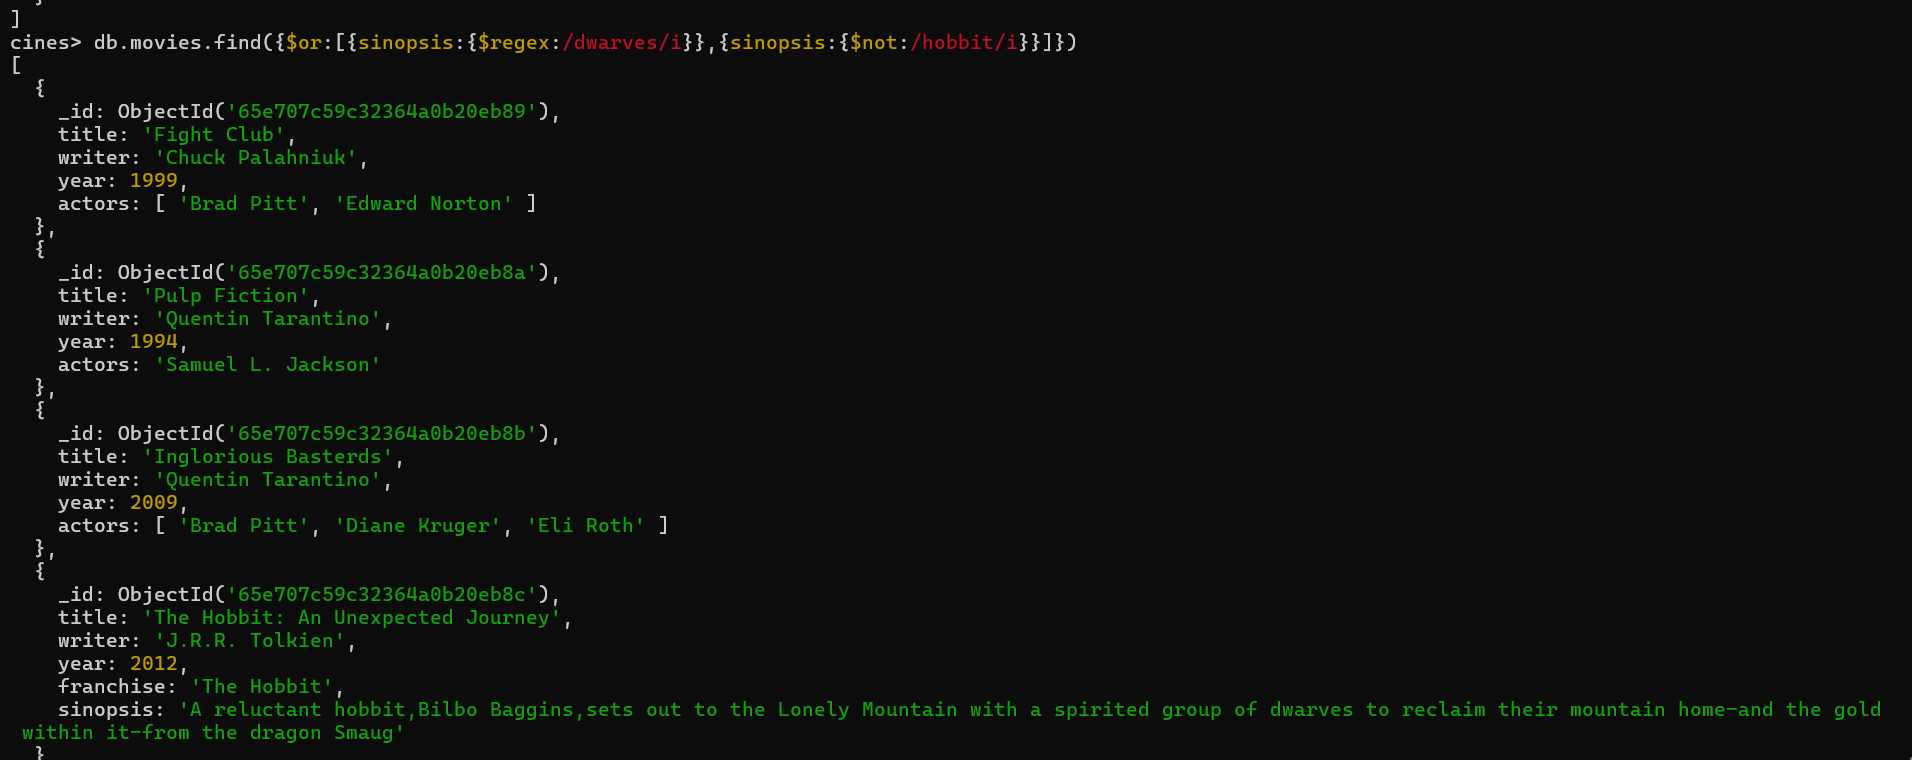 }
]
cines> db.movies.find({$or:[{sinopsis:{$regex:/dwarves/i}},{sinopsis:{$not:/hobbit/i}}]})
[
  {
    _id: ObjectId('65e707c59c32364a0b20eb89'),
    title: 'Fight Club',
    writer: 'Chuck Palahniuk',
    year: 1999,
    actors: [ 'Brad Pitt', 'Edward Norton' ]
  },
  {
    _id: ObjectId('65e707c59c32364a0b20eb8a'),
    title: 'Pulp Fiction',
    writer: 'Quentin Tarantino',
    year: 1994,
    actors: 'Samuel L. Jackson'
  },
  {
    _id: ObjectId('65e707c59c32364a0b20eb8b'),
    title: 'Inglorious Basterds',
    writer: 'Quentin Tarantino',
    year: 2009,
    actors: [ 'Brad Pitt', 'Diane Kruger', 'Eli Roth' ]
  },
  {
    _id: ObjectId('65e707c59c32364a0b20eb8c'),
    title: 'The Hobbit: An Unexpected Journey',
    writer: 'J.R.R. Tolkien',
    year: 2012,
    franchise: 'The Hobbit',
    sinopsis: 'A reluctant hobbit,Bilbo Baggins,sets out to the Lonely Mountain with a spirited group of dwarves to reclaim their mountain home-and the gold
 within it-from the dragon Smaug'
  }